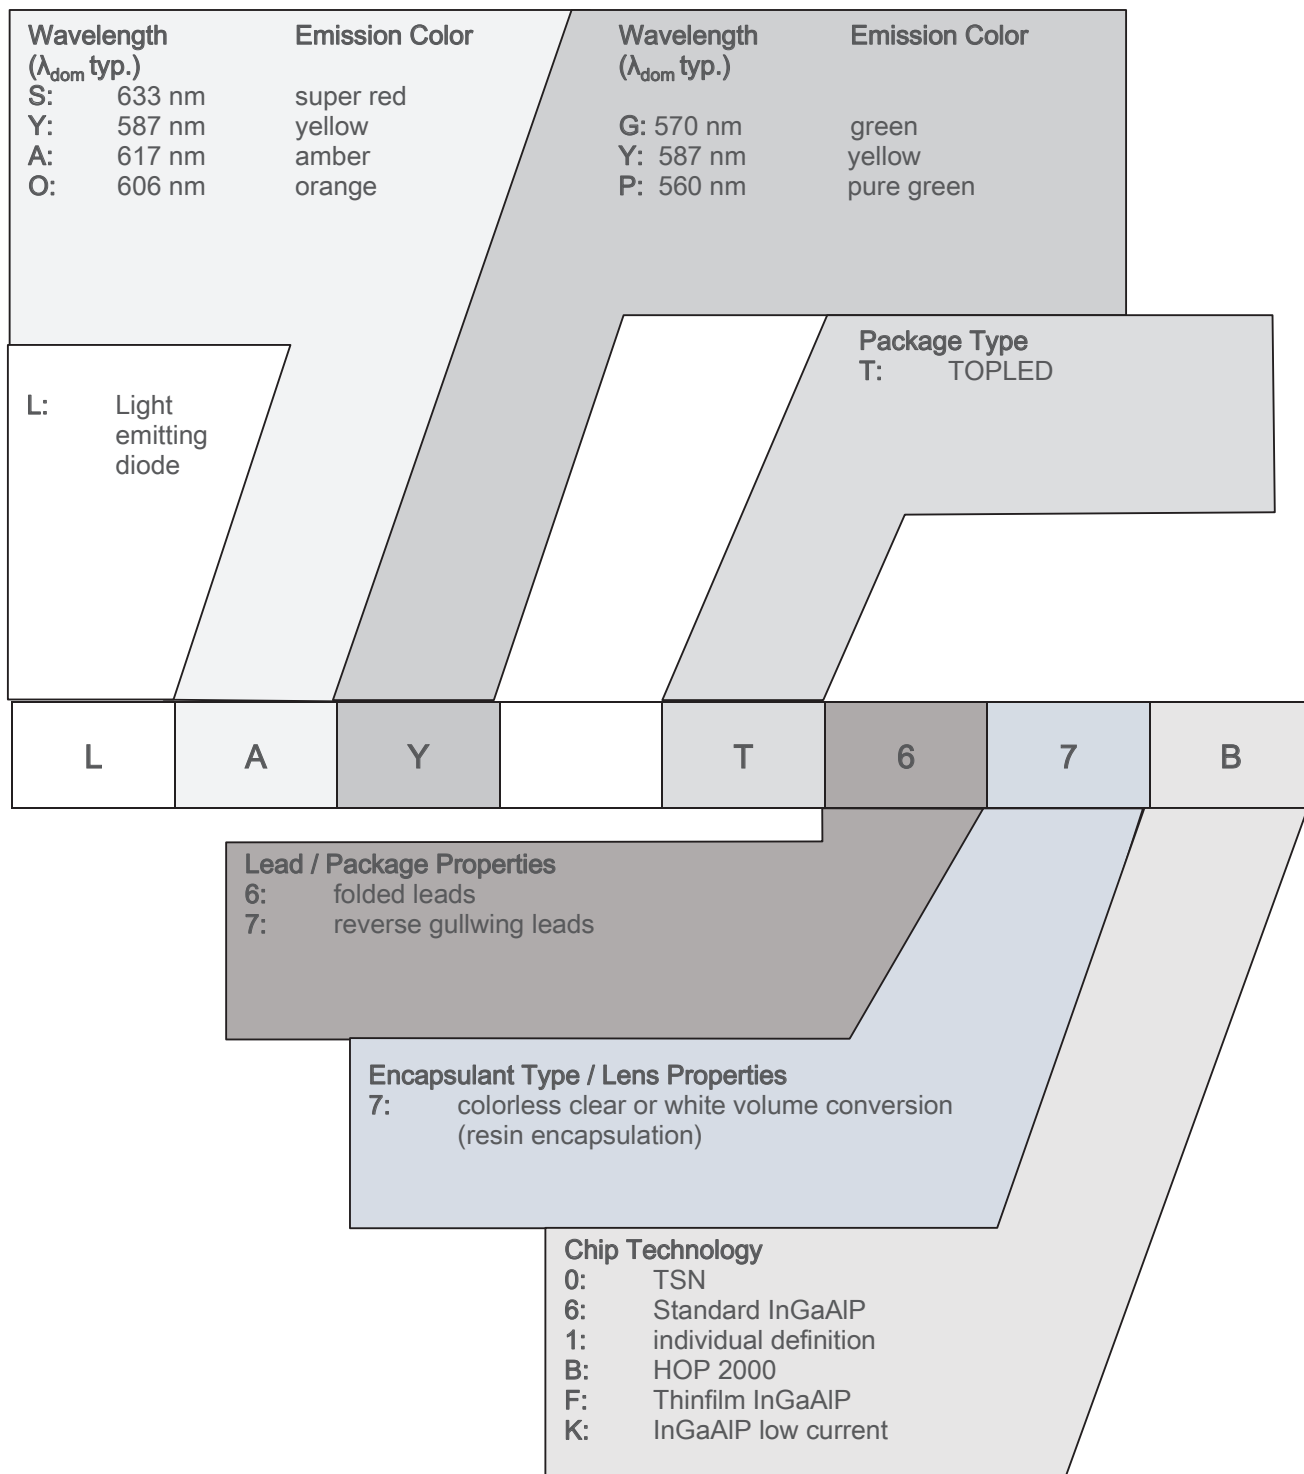 Wavelength Emission Color
(λdom typ.)
S: 633 nm super red
Y: 587 nm yellow
A: 617 nm amber
O: 606 nm orange
Wavelength Emission Color
(λdom typ.)
G: 570 nm green
Y: 587 nm yellow
P: 560 nm pure green
Package Type
T: TOPLED
L: Light
emitting
diode
L A Y T 6 7 B
Lead / Package Properties
6: folded leads
7: reverse gullwing leads
Encapsulant Type / Lens Properties
7: colorless clear or white volume conversion
(resin encapsulation)
Chip Technology
0: TSN
6: Standard InGaAlP
1: individual definition
B: HOP 2000
F: Thinfilm InGaAlP
K: InGaAlP low current